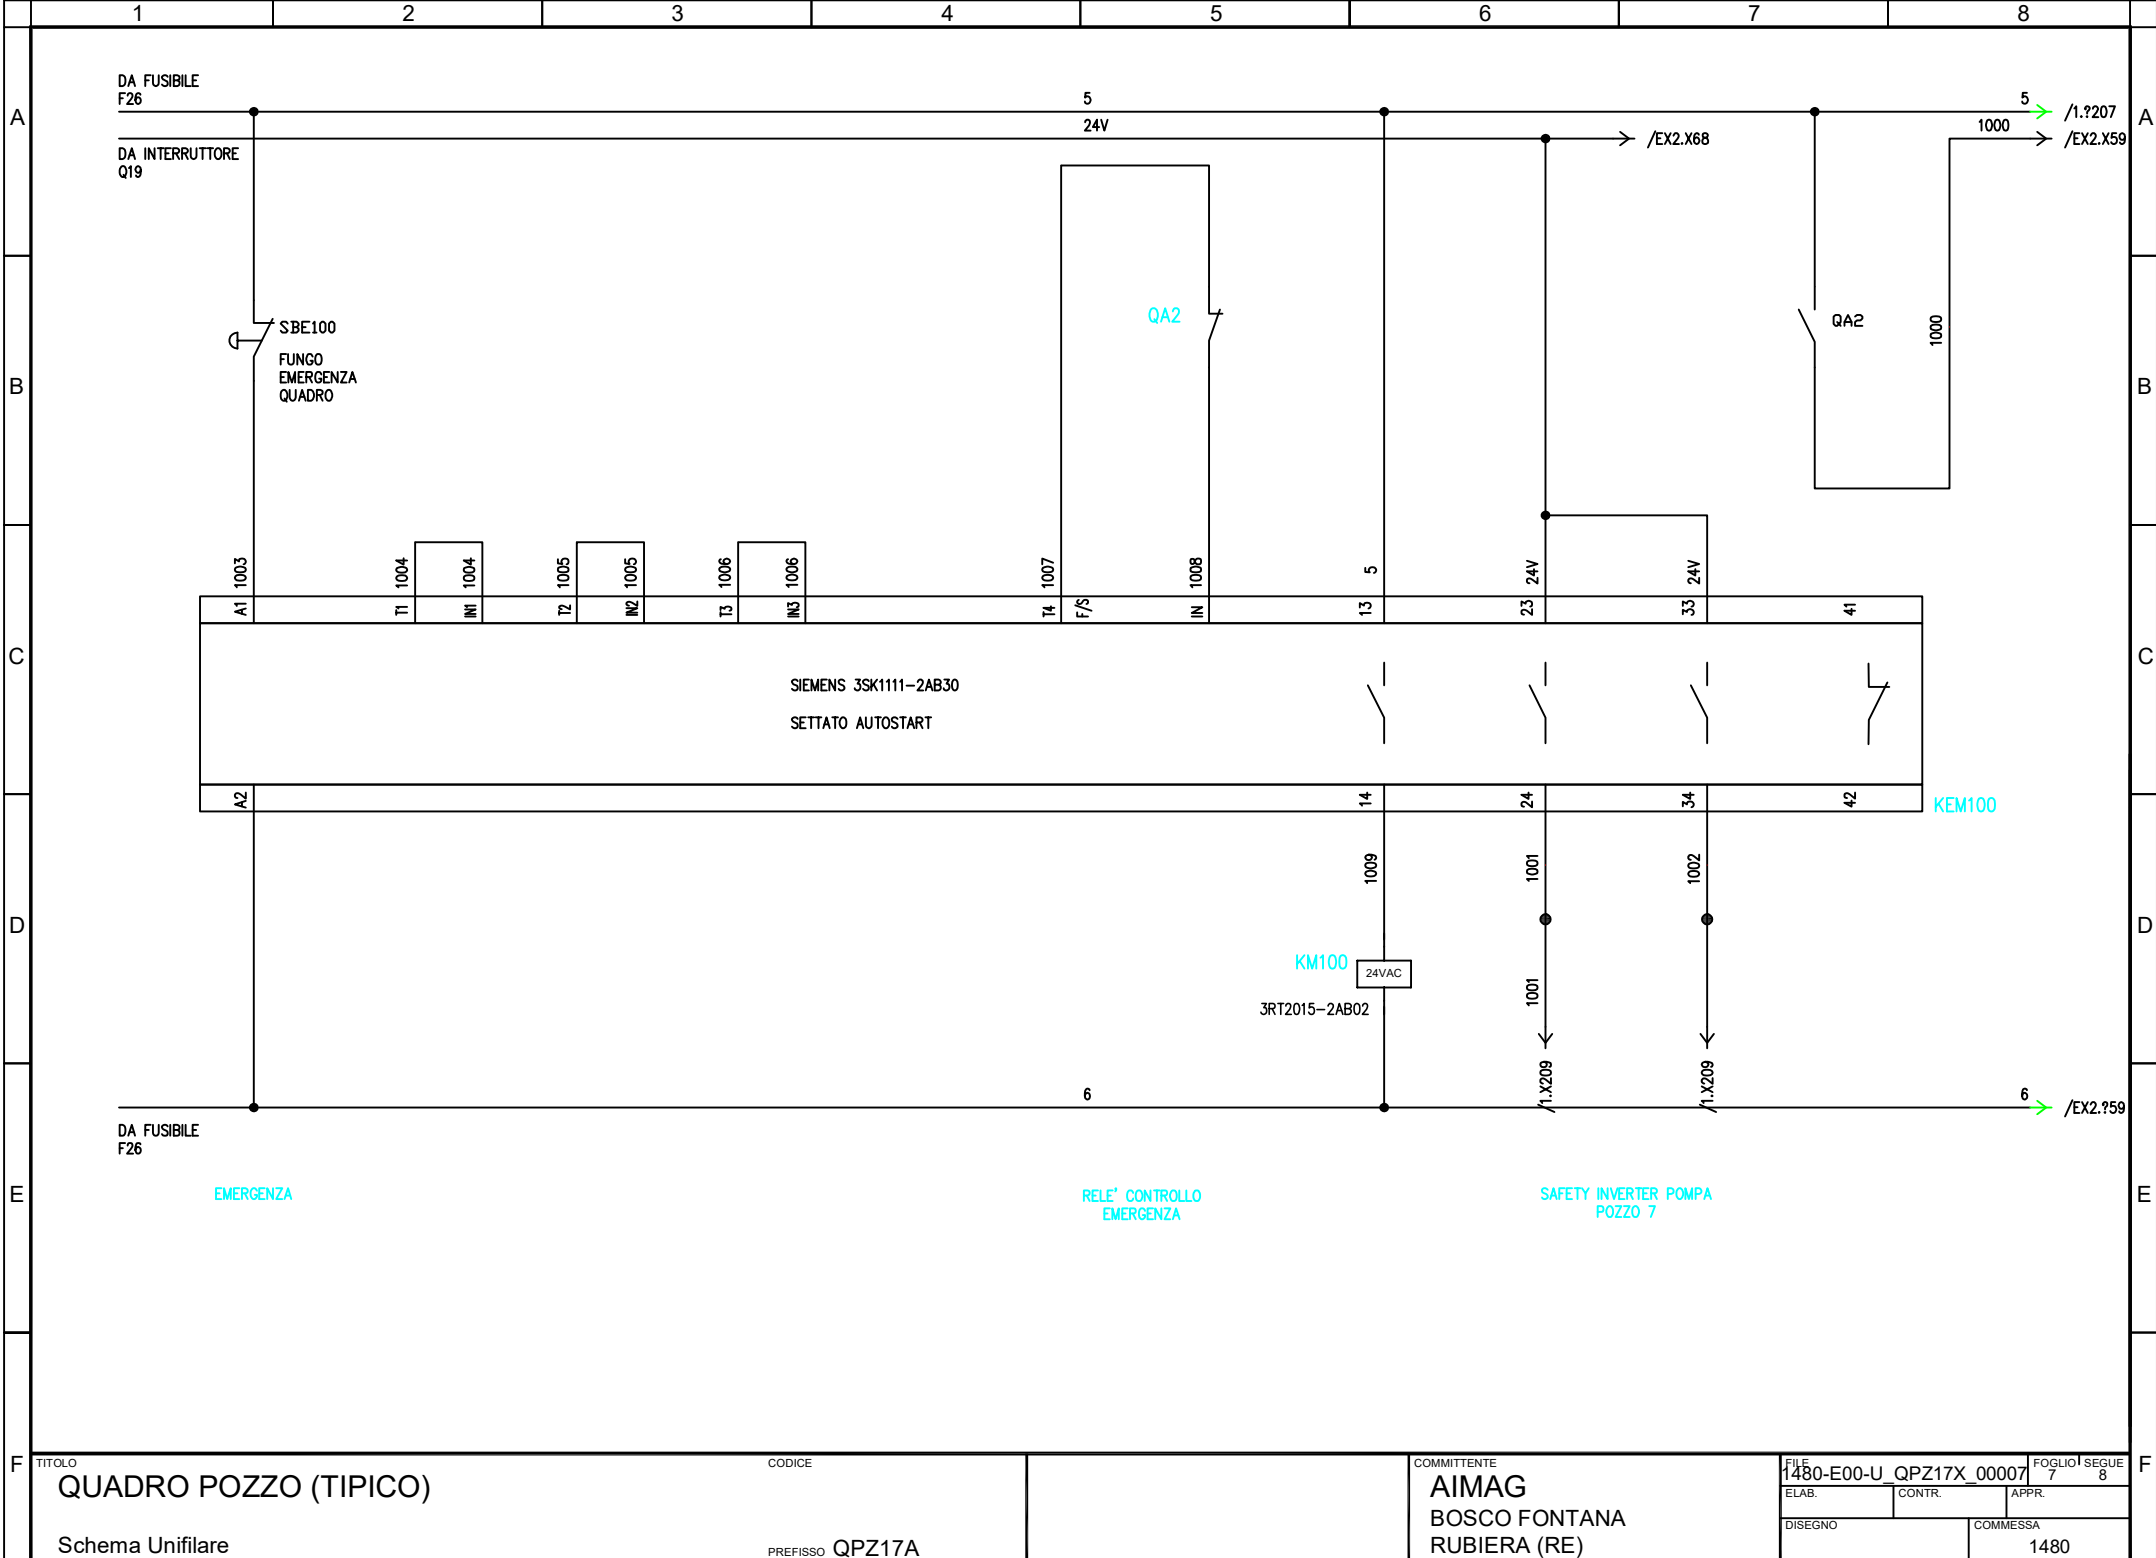 1 2 3 4 5 6 7 8
DA FUSIBILE
F26
5
5
/1.?207
A
A
24V
/EX2.X68
1000
/EX2.X59
DA INTERRUTTORE
Q19
QA2
QA2
1000
SBE100
FUNGO
EMERGENZA
QUADRO
B
B
1003 1004 1004 1005 1005 1006 1006 1007 1008 5 24V 24V
A1 T1 IN1 T2 IN2 T3 IN3 T4 F/S IN 13 23 33 41
C
C
SIEMENS 3SK1111-2AB30
SETTATO AUTOSTART
A2 14 24 34 42
KEM100
1009 1001 1002
D
D
KM100
24VAC
3RT2015-2AB02
1001
/1.X209
/1.X209
6
6
/EX2.?59
DA FUSIBILE
F26
E
E
EMERGENZA
RELE' CONTROLLO
EMERGENZA
SAFETY INVERTER POMPA
POZZO 7
F
F
TITOLO
QUADRO POZZO (TIPICO)
Schema Unifilare
CODICE
PREFISSO QPZ17A
COMMITTENTE
AIMAG
BOSCO FONTANA
RUBIERA (RE)
FILE
1480-E00-U_QPZ17X_00007
FOGLIO
7
SEGUE
8
ELAB.
CONTR.
APPR.
DISEGNO
COMMESSA
1480